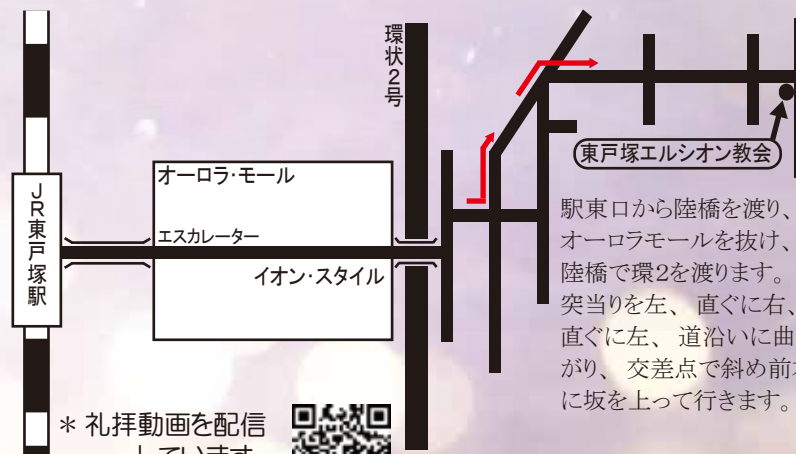 環状2号
オーロラ・モール
エスカレーター
イオン・スタイル
JR東戸塚駅
東戸塚エルシオン教会
駅東口から陸橋を渡り、
オーロラモールを抜け、
陸橋で環2を渡ります。
突当りを左、直ぐに右、
直ぐに左、道沿いに曲
がり、交差点で斜め前
に坂を上って行きます。
*礼拝動画を配信
しています